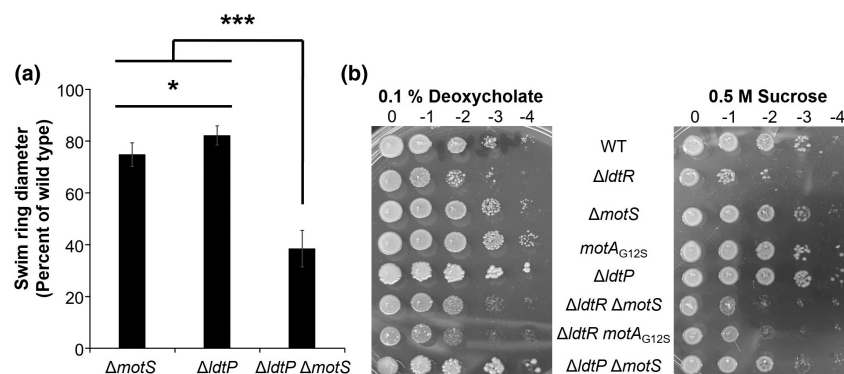 (a)
***
*
Swim ring diameter
(Percent of wild type)
100
80
60
40
20
0
ΔmotS
ΔldtP
ΔldtP ΔmotS
(b)
0.1 % Deoxycholate
0 -1 -2 -3 -4
0.5 M Sucrose
0 -1 -2 -3 -4
WT
ΔldtR
ΔmotS
motAG12S
ΔldtP
ΔldtR ΔmotS
ΔldtR motAG12S
ΔldtP ΔmotS